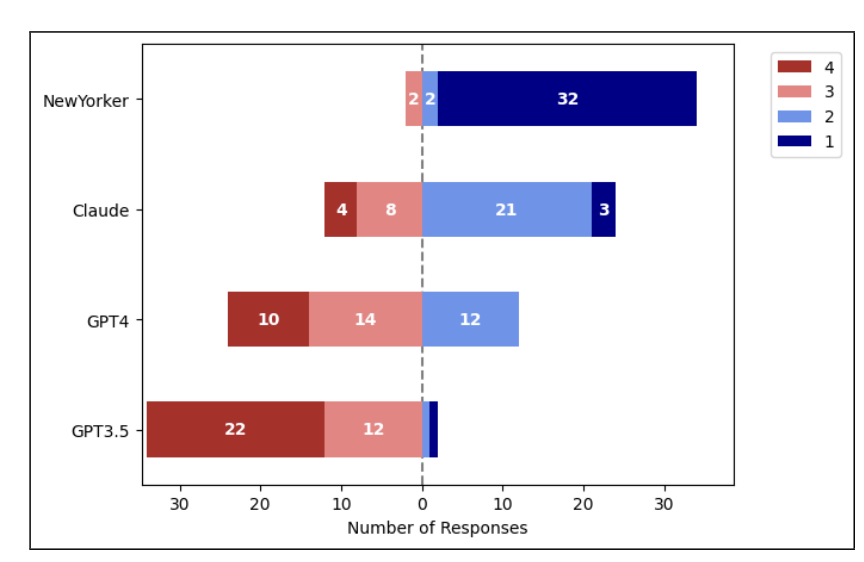 4
3
2
1
NewYorker 2 2 32
Claude 4 8 21 3
GPT4 10 14 12
GPT3.5 22 12
30 20 10 0 10 20 30
Number of Responses